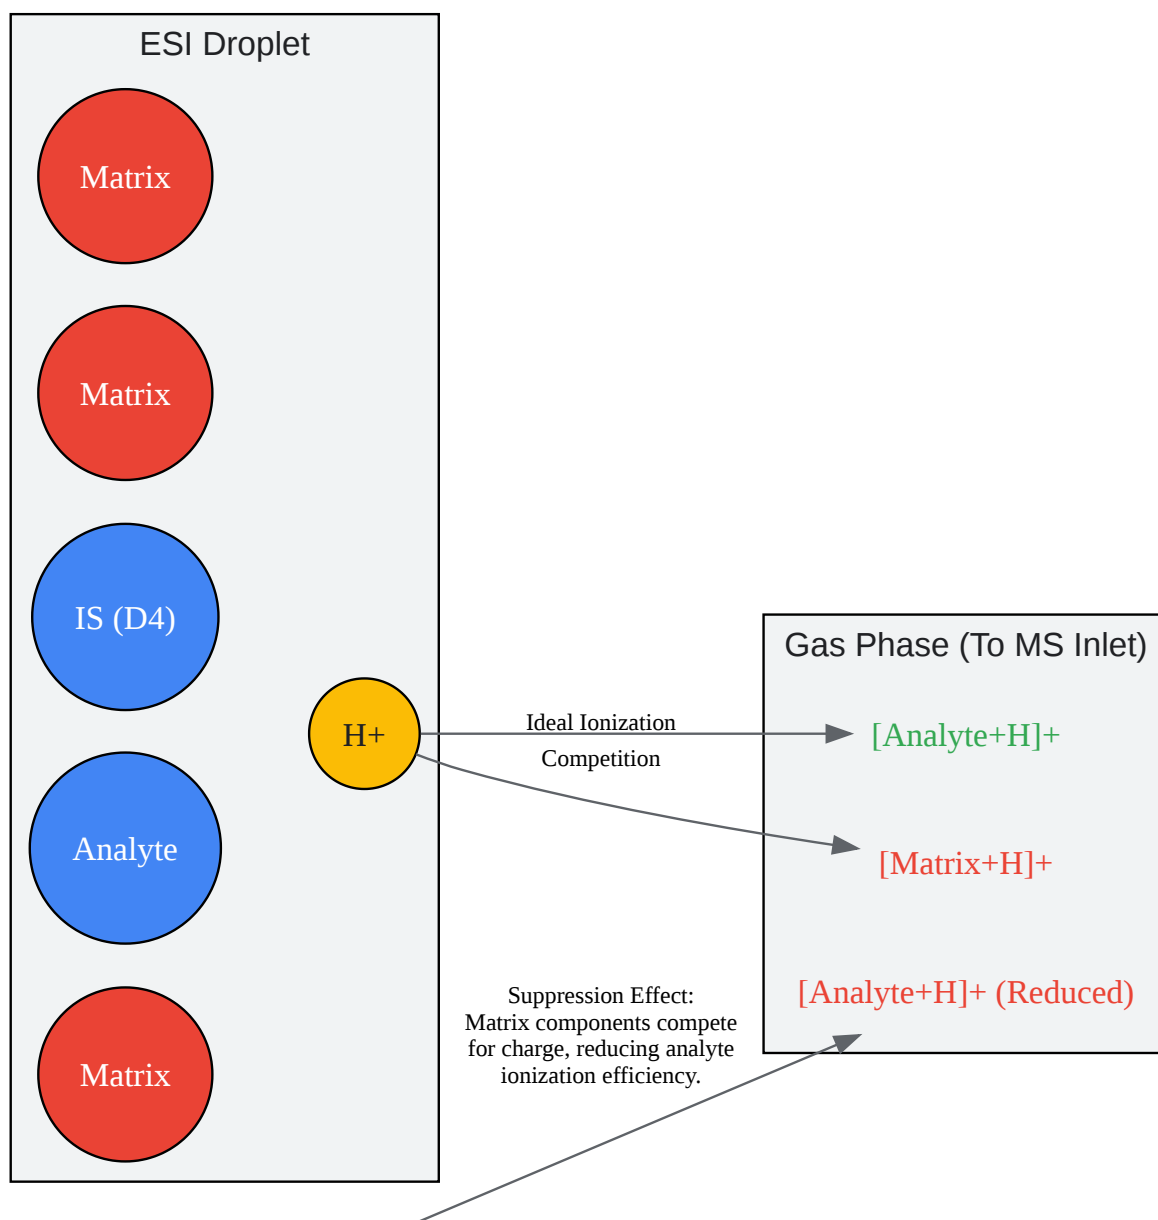 ESI Droplet
Matrix
Matrix
IS (D4)
Analyte
Matrix
H+
Ideal Ionization
Competition
Suppression Effect:
Matrix components compete
for charge, reducing analyte
ionization efficiency.
Gas Phase (To MS Inlet)
[Analyte+H]+
[Matrix+H]+
[Analyte+H]+ (Reduced)